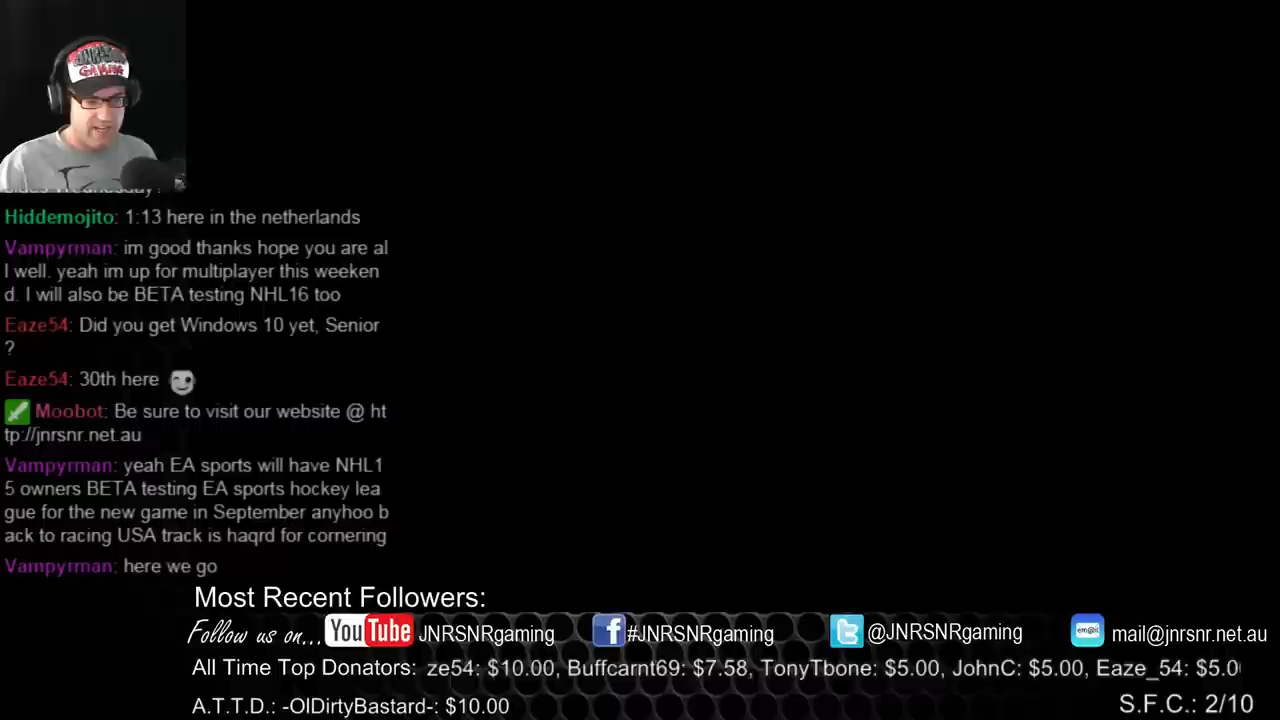 GAMING
Wednesday?
Hiddemojito: 1:13 here in the netherlands
Vampyrman: im good thanks hope you are al
l well. yeah im up for multiplayer this weeken
d. I will also be BETA testing NHL16 too
Eaze54: Did you get Windows 10 yet, Senior
?
Eaze54: 30th here
Moobot: Be sure to visit our website @ ht
tp://jnrsnr.net.au
Vampyrman: yeah EA sports will have NHL1
5 owners BETA testing EA sports hockey lea
gue for the new game in September anyhoo b
ack to racing USA track is haqrd for cornering
Vampyrman: here we go
Most Recent Followers:
Follow us on... YouTube JNRSNRgaming f #JNRSNRgaming @JNRSNRgaming em@il mail@jnrsnr.net.au
All Time Top Donators: ze54: $10.00, Buffcarnt69: $7.58, TonyTbone: $5.00, JohnC: $5.00, Eaze_54: $5.0
A.T.T.D.: -OlDirtyBastard-: $10.00
S.F.C.: 2/10